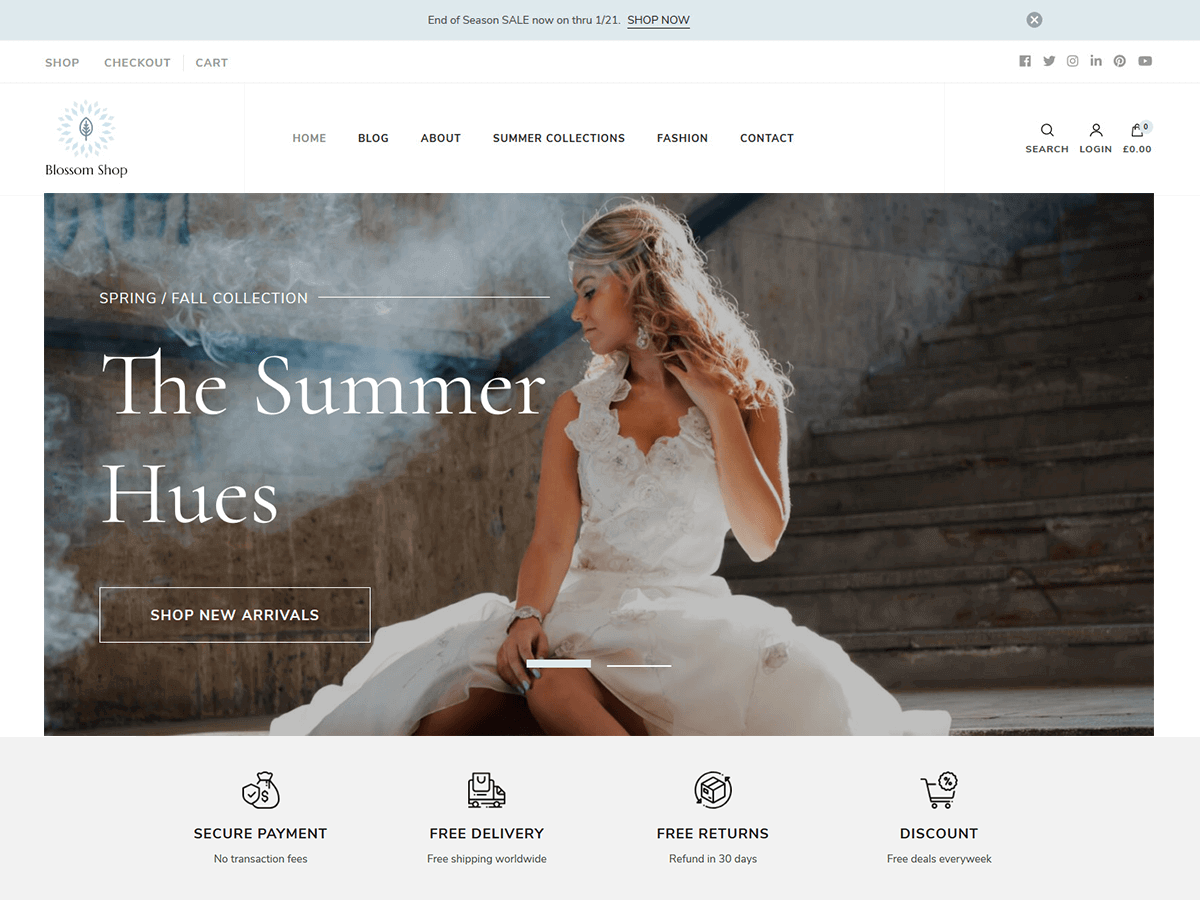 End of Season SALE now on thru 1/21. SHOP NOW
SHOP CHECKOUT CART
Blossom Shop
HOME BLOG ABOUT SUMMER COLLECTIONS FASHION CONTACT
0
SEARCH LOGIN £0.00
SPRING / FALL COLLECTION
The Summer
Hues
SHOP NEW ARRIVALS
SECURE PAYMENT FREE DELIVERY FREE RETURNS DISCOUNT
No transaction fees Free shipping worldwide Refund in 30 days Free deals everyweek